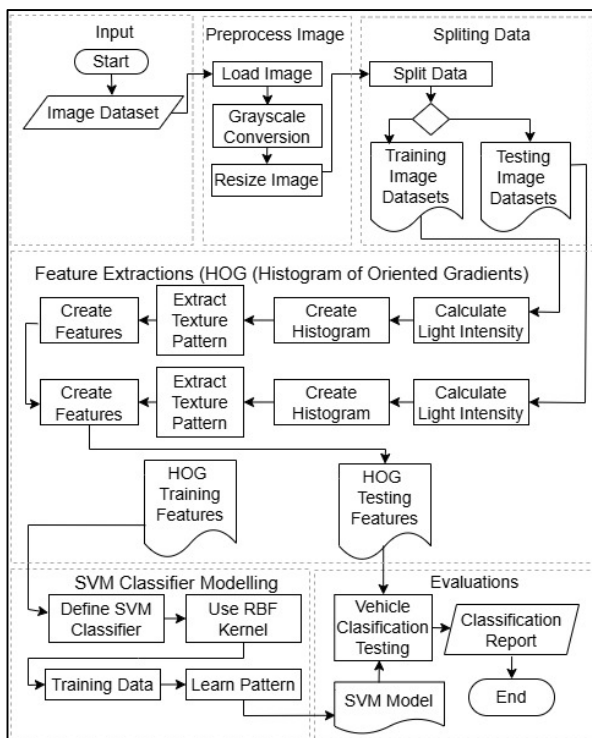 Input
Start
Image Dataset
Preprocess Image
Load Image
Grayscale
Conversion
Resize Image
Spliting Data
Split Data
Training
Image
Datasets
Testing
Image
Datasets
Feature Extractions (HOG (Histogram of Oriented Gradients)
Create
Features
Extract
Texture
Pattern
Create
Histogram
Calculate
Light Intensity
Create
Features
Extract
Texture
Pattern
Create
Histogram
Calculate
Light Intensity
HOG
Training
Features
HOG
Testing
Features
SVM Classifier Modelling
Define SVM
Classifier
Use RBF
Kernel
Training Data
Learn Pattern
Evaluations
Vehicle
Clasification
Testing
Classification
Report
SVM Model
End